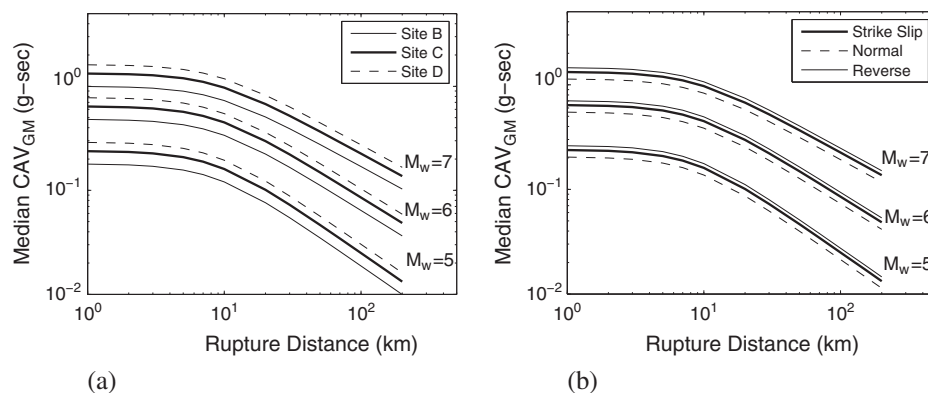 Median CAV_GM (g−sec)
10^0
10^−1
10^−2
Site B
Site C
Site D
M_w=7
M_w=6
M_w=5
10^0 10^1 10^2
Rupture Distance (km)
(a)
Median CAV_GM (g−sec)
10^0
10^−1
10^−2
Strike Slip
Normal
Reverse
M_w=7
M_w=6
M_w=5
10^0 10^1 10^2
Rupture Distance (km)
(b)